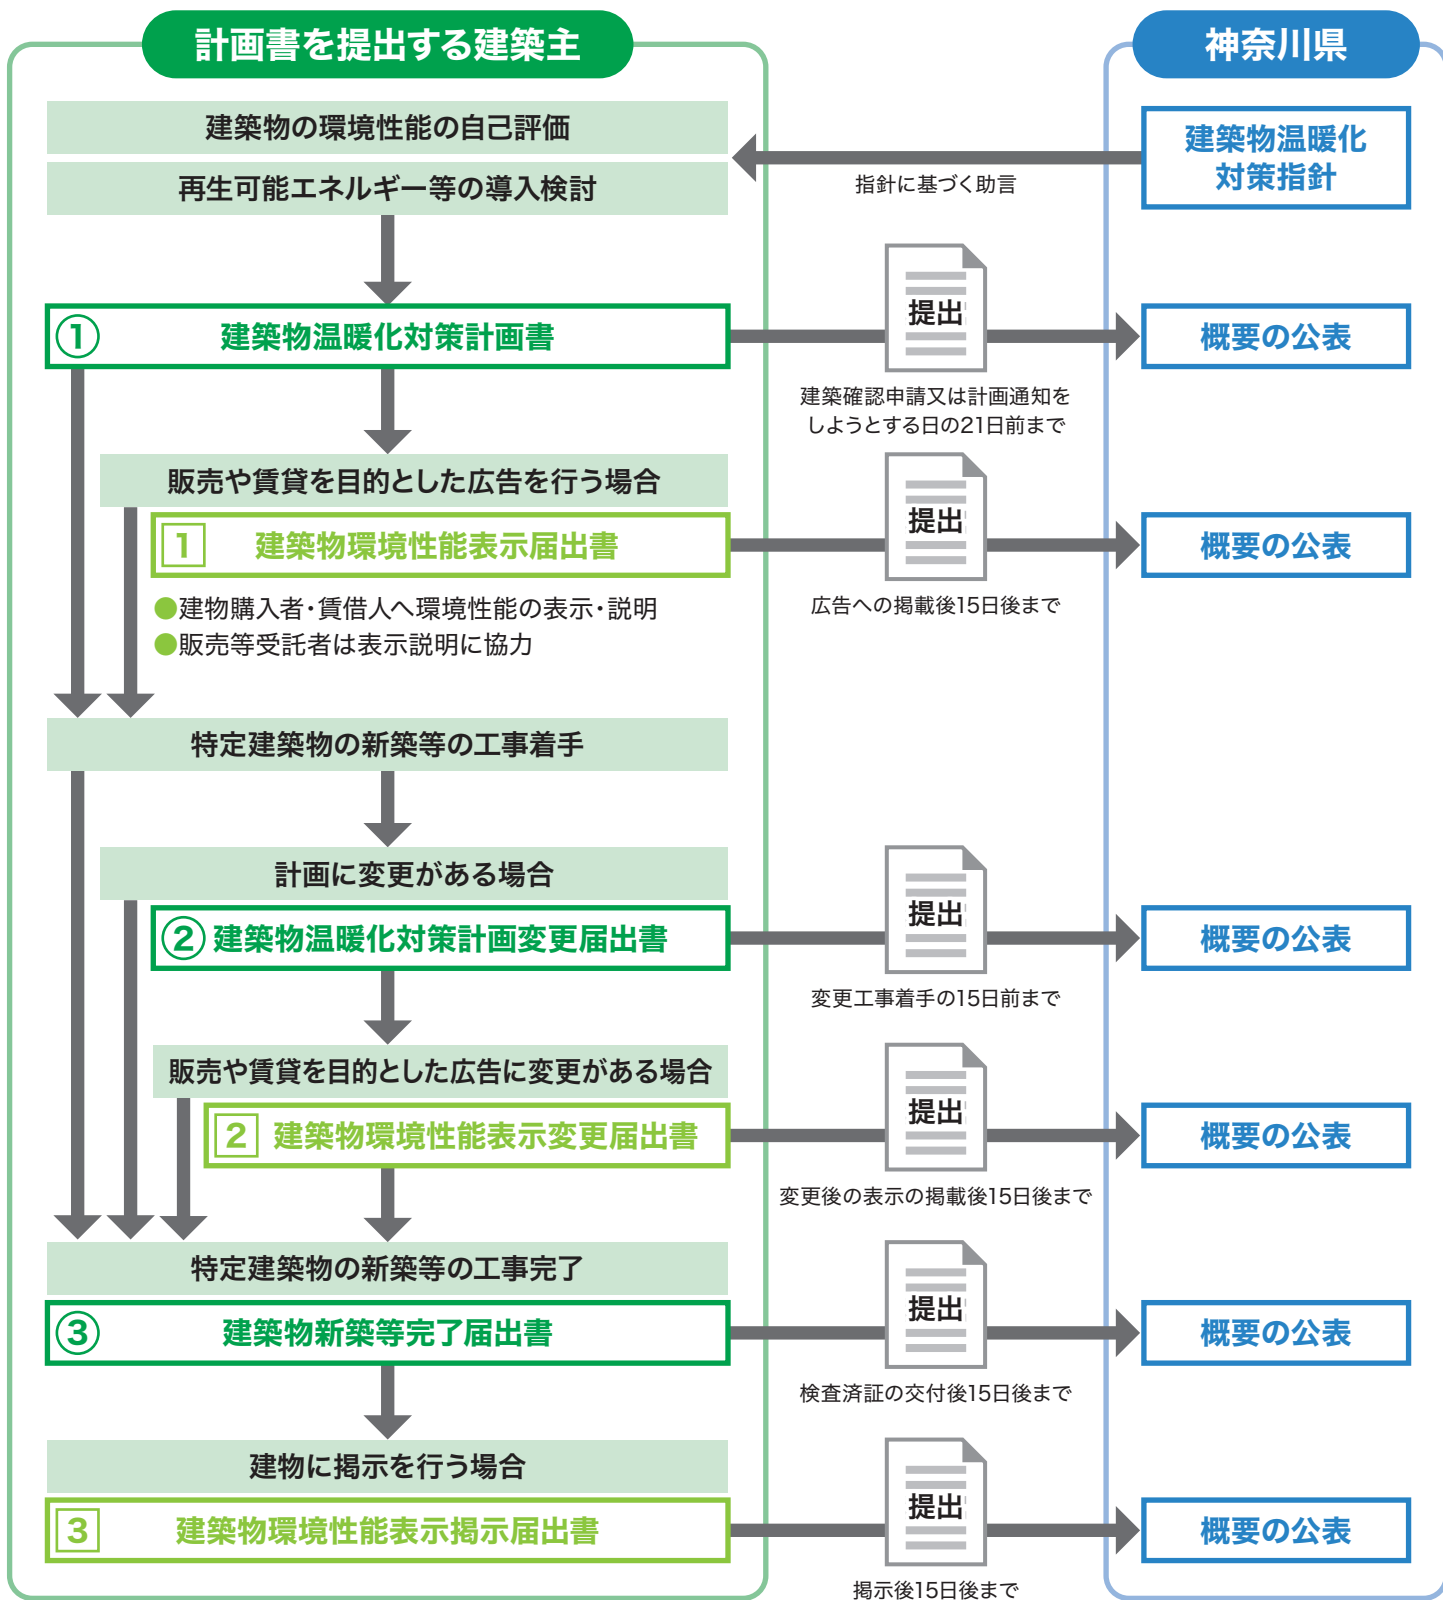 計画書を提出する建築主
神奈川県
建築物の環境性能の自己評価
再生可能エネルギー等の導入検討
指針に基づく助言
建築物温暖化
対策指針
① 建築物温暖化対策計画書
提出
概要の公表
建築確認申請又は計画通知を
しようとする日の21日前まで
販売や賃貸を目的とした広告を行う場合
1 建築物環境性能表示届出書
提出
概要の公表
広告への掲載後15日後まで
●建物購入者・賃借人へ環境性能の表示・説明
●販売等受託者は表示説明に協力
特定建築物の新築等の工事着手
計画に変更がある場合
② 建築物温暖化対策計画変更届出書
提出
概要の公表
変更工事着手の15日前まで
販売や賃貸を目的とした広告に変更がある場合
2 建築物環境性能表示変更届出書
提出
概要の公表
変更後の表示の掲載後15日後まで
特定建築物の新築等の工事完了
③ 建築物新築等完了届出書
提出
概要の公表
検査済証の交付後15日後まで
建物に掲示を行う場合
3 建築物環境性能表示掲示届出書
提出
概要の公表
掲示後15日後まで